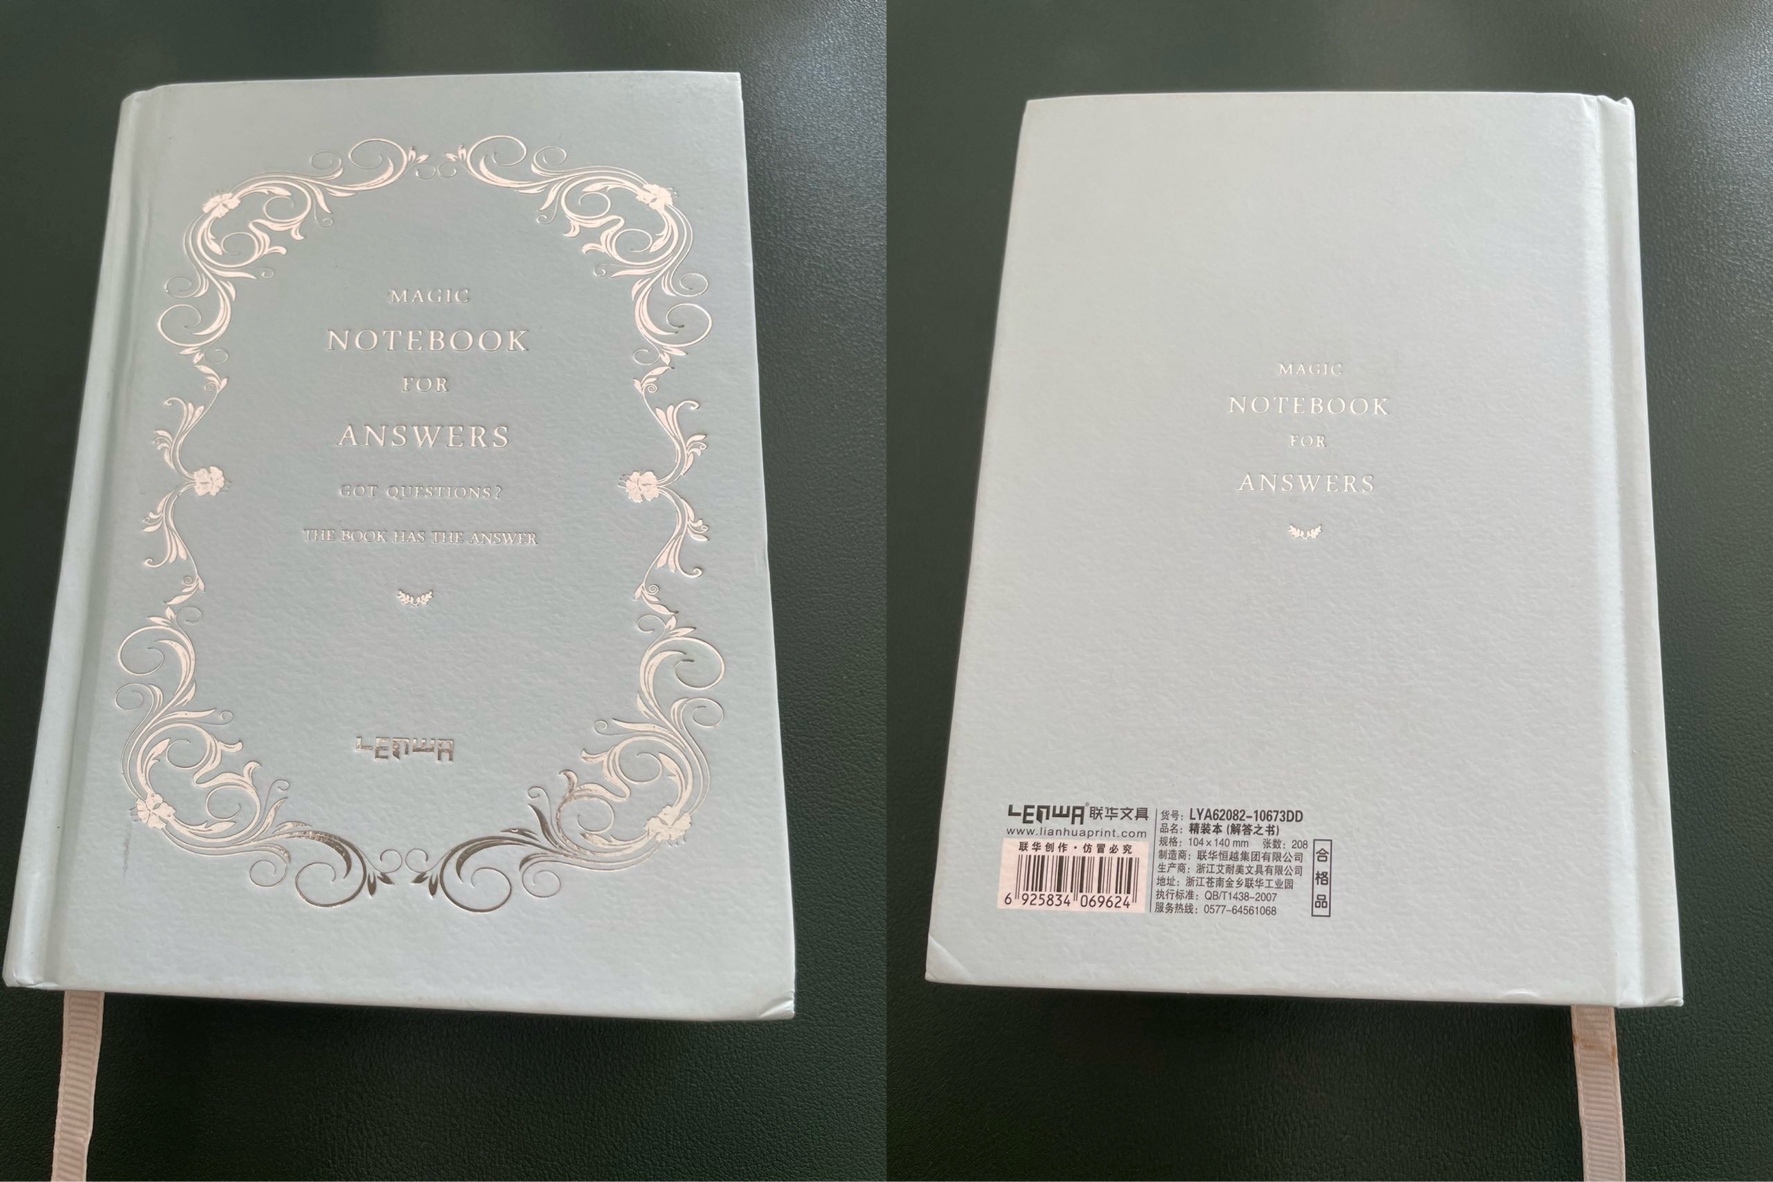 MAGIC
NOTEBOOK
FOR
ANSWERS
GOT QUESTIONS?
THE BOOK HAS THE ANSWER
LENWA
MAGIC
NOTEBOOK
FOR
ANSWERS
LENWA® 联华文具
www.lianhuaprint.com
联华创作·仿冒必究
6 925834 069624
货号: LYA62082-10673DD
品名: 精装本 (解答之书)
规格: 104×140 mm 张数: 208
制造商: 联华恒越集团有限公司
生产商: 浙江艾耐美文具有限公司
地址: 浙江苍南金乡联华工业园
执行标准: QB/T1438-2007
服务热线: 0577-64561068
合格品